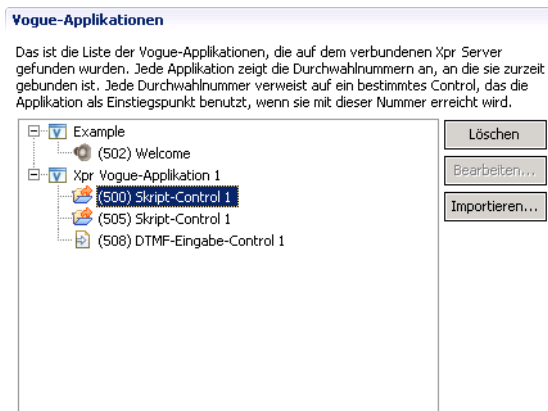 Vogue-Applikationen
Das ist die Liste der Vogue-Applikationen, die auf dem verbundenen Xpr Server
gefunden wurden. Jede Applikation zeigt die Durchwahlnummern an, an die sie zurzeit
gebunden ist. Jede Durchwahlnummer verweist auf ein bestimmtes Control, das die
Applikation als Einstiegspunkt benutzt, wenn sie mit dieser Nummer erreicht wird.
Example
(502) Welcome
Xpr Vogue-Applikation 1
(500) Skript-Control 1
(505) Skript-Control 1
(508) DTMF-Eingabe-Control 1
Löschen
Bearbeiten...
Importieren...